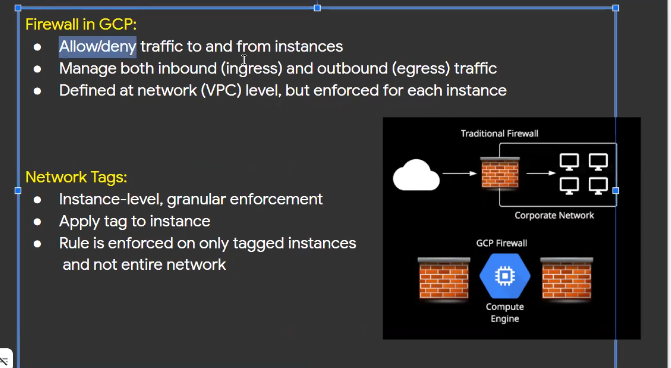 Firewall in GCP:
● Allow/deny traffic to and from instances
● Manage both inbound (ingress) and outbound (egress) traffic
● Defined at network (VPC) level, but enforced for each instance
Network Tags:
● Instance-level, granular enforcement
● Apply tag to instance
● Rule is enforced on only tagged instances
and not entire network
Traditional Firewall
Corporate Network
GCP Firewall
Compute
Engine